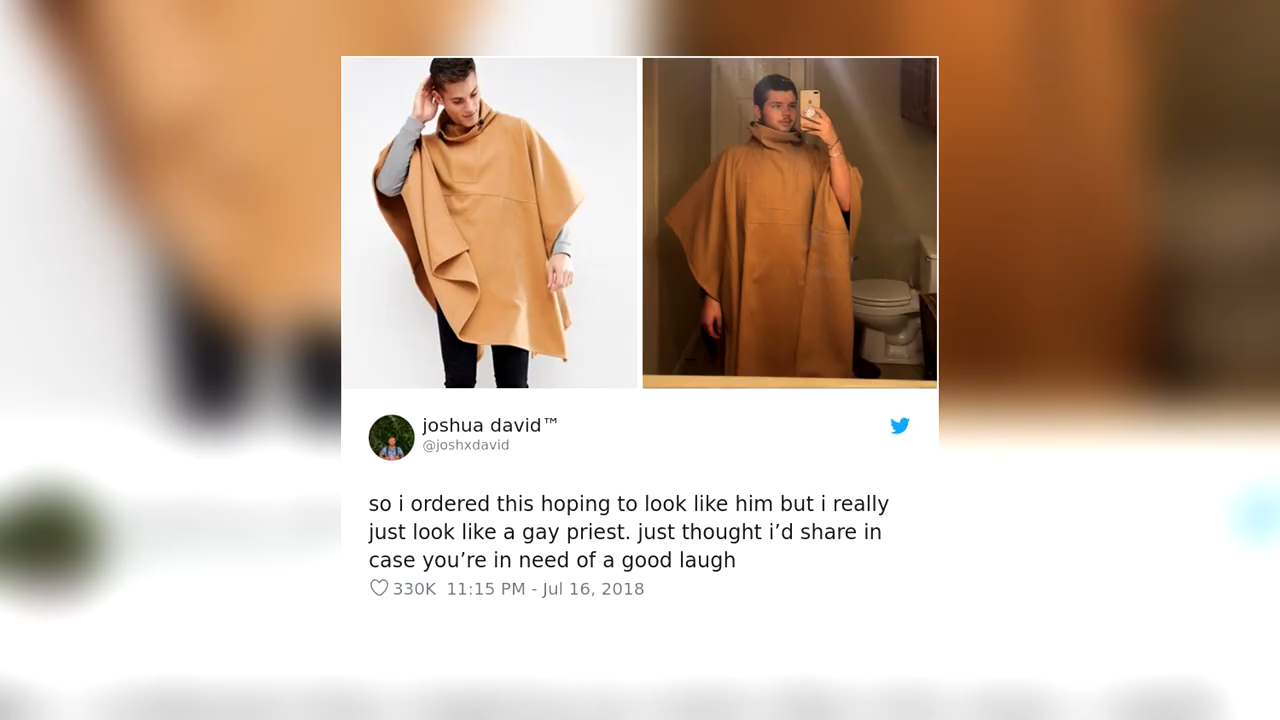 joshua david™
@joshxdavid
so i ordered this hoping to look like him but i really
just look like a gay priest. just thought i’d share in
case you’re in need of a good laugh
330K 11:15 PM - Jul 16, 2018